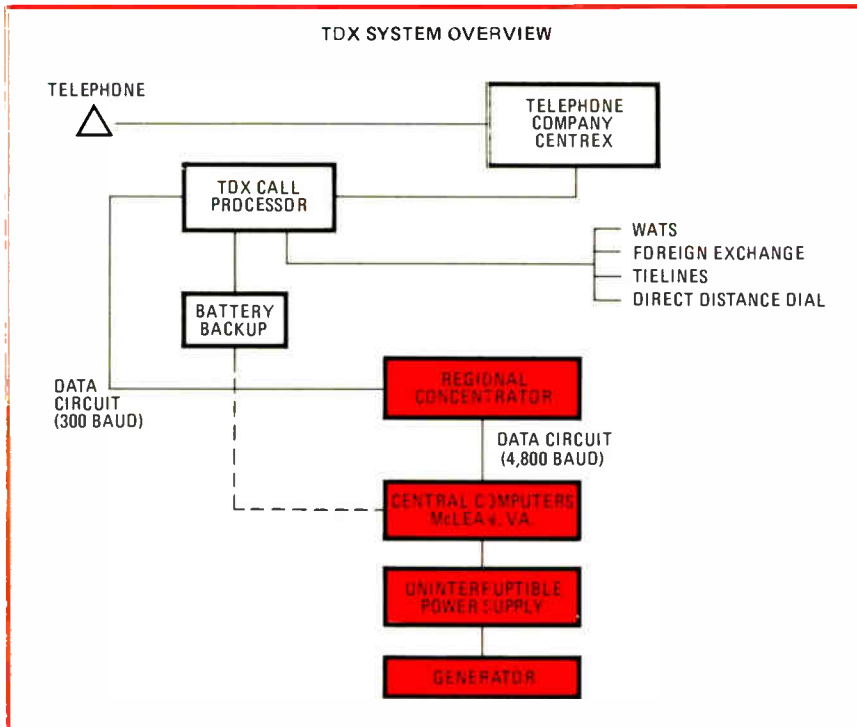 TDX SYSTEM OVERVIEW
TELEPHONE
TELEPHONE
COMPANY
CENTREX
TDX CALL
PROCESSOR
WATS
FOREIGN EXCHANGE
TIELINES
DIRECT DISTANCE DIAL
BATTERY
BACKUP
REGIONAL
CONCENTRATOR
DATA
CIRCUIT
(300 BAUD)
DATA CIRCUIT
(4,800 BAUD)
CENTRAL COMPUTERS
McLEAN, VA.
UNINTERRUPTIBLE
POWER SUPPLY
GENERATOR